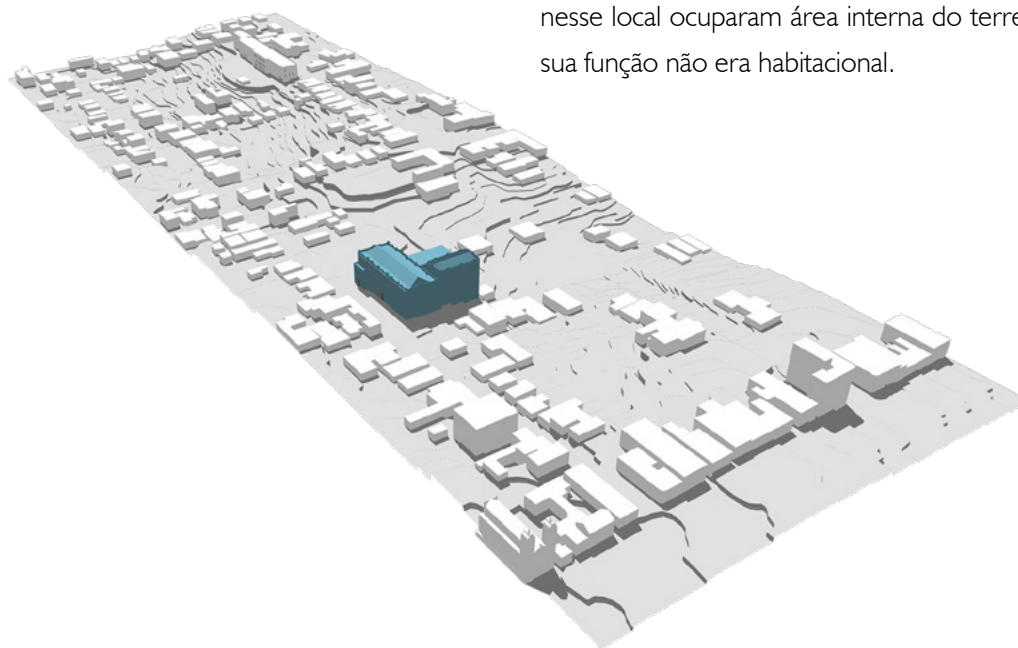 nesse local ocuparam área interna do terre
sua função não era habitacional.